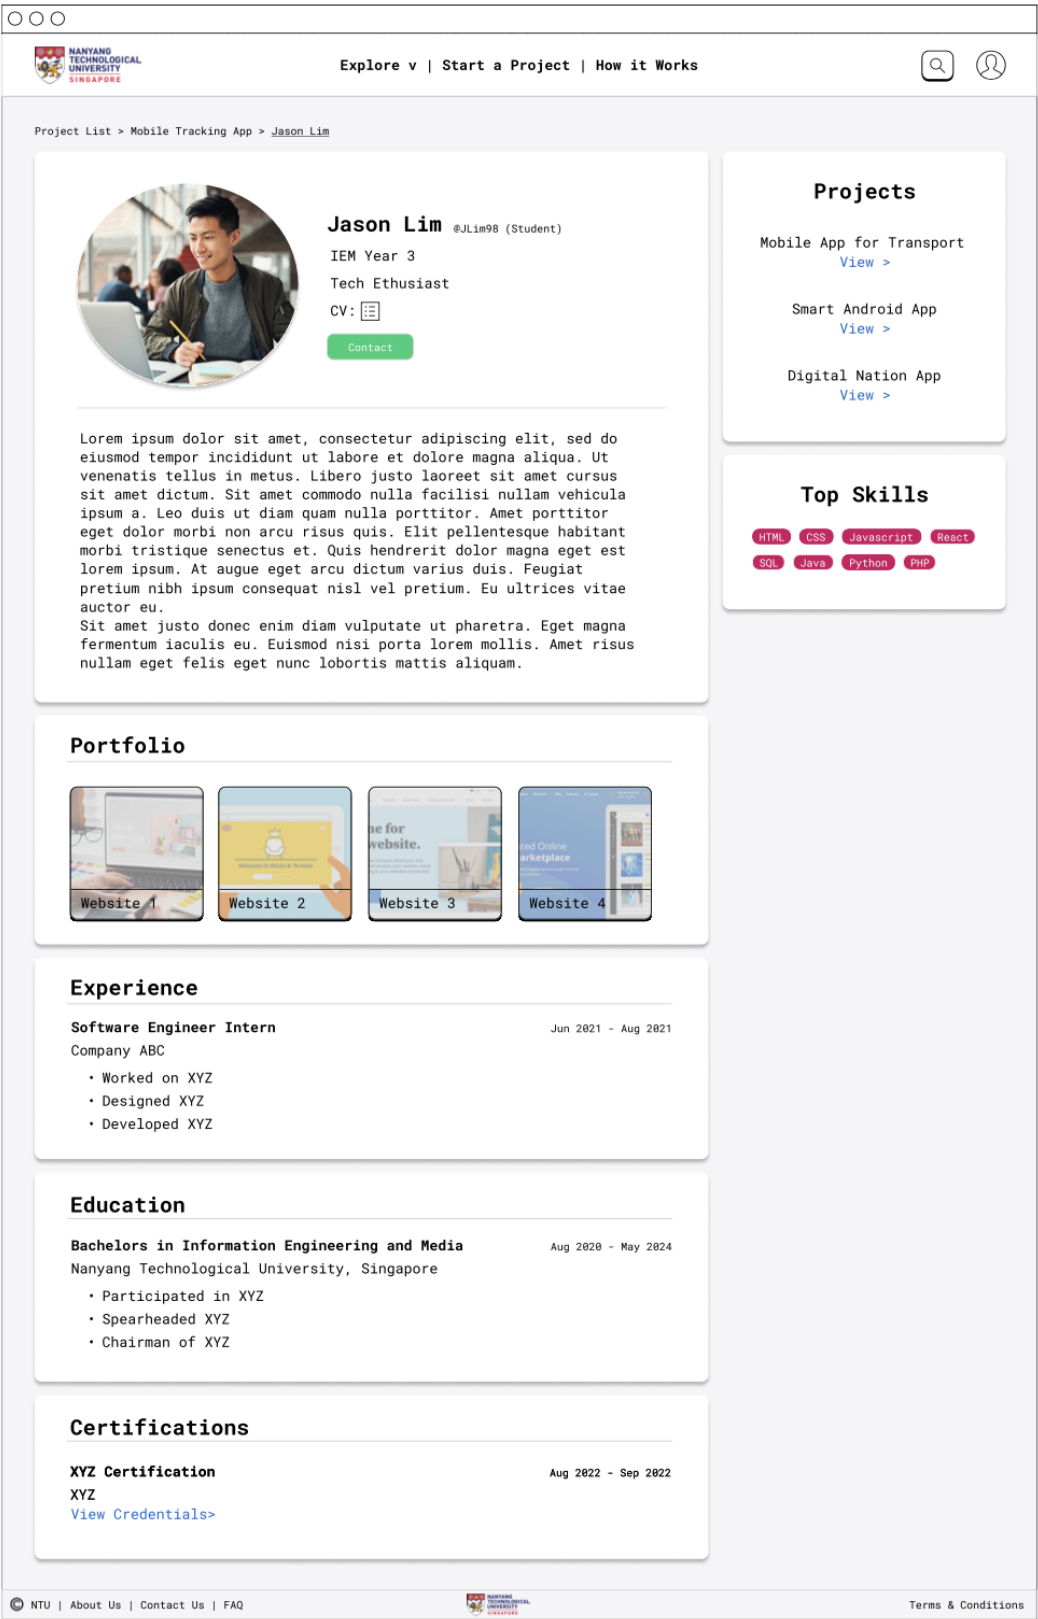 NANYANG
TECHNOLOGICAL
UNIVERSITY
SINGAPORE
Explore v | Start a Project | How it Works
Project List > Mobile Tracking App > Jason Lim
Jason Lim @JLim98 (Student)
IEM Year 3
Tech Ethusiast
CV:
Contact
Lorem ipsum dolor sit amet, consectetur adipiscing elit, sed do
eiusmod tempor incididunt ut labore et dolore magna aliqua. Ut
venenatis tellus in metus. Libero justo laoreet sit amet cursus
sit amet dictum. Sit amet commodo nulla facilisi nullam vehicula
ipsum a. Leo duis ut diam quam nulla porttitor. Amet porttitor
eget dolor morbi non arcu risus quis. Elit pellentesque habitant
morbi tristique senectus et. Quis hendrerit dolor magna eget est
lorem ipsum. At augue eget arcu dictum varius duis. Feugiat
pretium nibh ipsum consequat nisl vel pretium. Eu ultrices vitae
auctor eu.
Sit amet justo donec enim diam vulputate ut pharetra. Eget magna
fermentum iaculis eu. Euismod nisi porta lorem mollis. Amet risus
nullam eget felis eget nunc lobortis mattis aliquam.
Projects
Mobile App for Transport
View >
Smart Android App
View >
Digital Nation App
View >
Top Skills
HTML CSS Javascript React
SQL Java Python PHP
Portfolio
ne for
website.
ted Online
arketplace
Website 1
Website 2
Website 3
Website 4
Experience
Software Engineer Intern Jun 2021 - Aug 2021
Company ABC
• Worked on XYZ
• Designed XYZ
• Developed XYZ
Education
Bachelors in Information Engineering and Media Aug 2020 - May 2024
Nanyang Technological University, Singapore
• Participated in XYZ
• Spearheaded XYZ
• Chairman of XYZ
Certifications
XYZ Certification Aug 2022 - Sep 2022
XYZ
View Credentials>
© NTU | About Us | Contact Us | FAQ
NANYANG
TECHNOLOGICAL
UNIVERSITY
SINGAPORE
Terms & Conditions